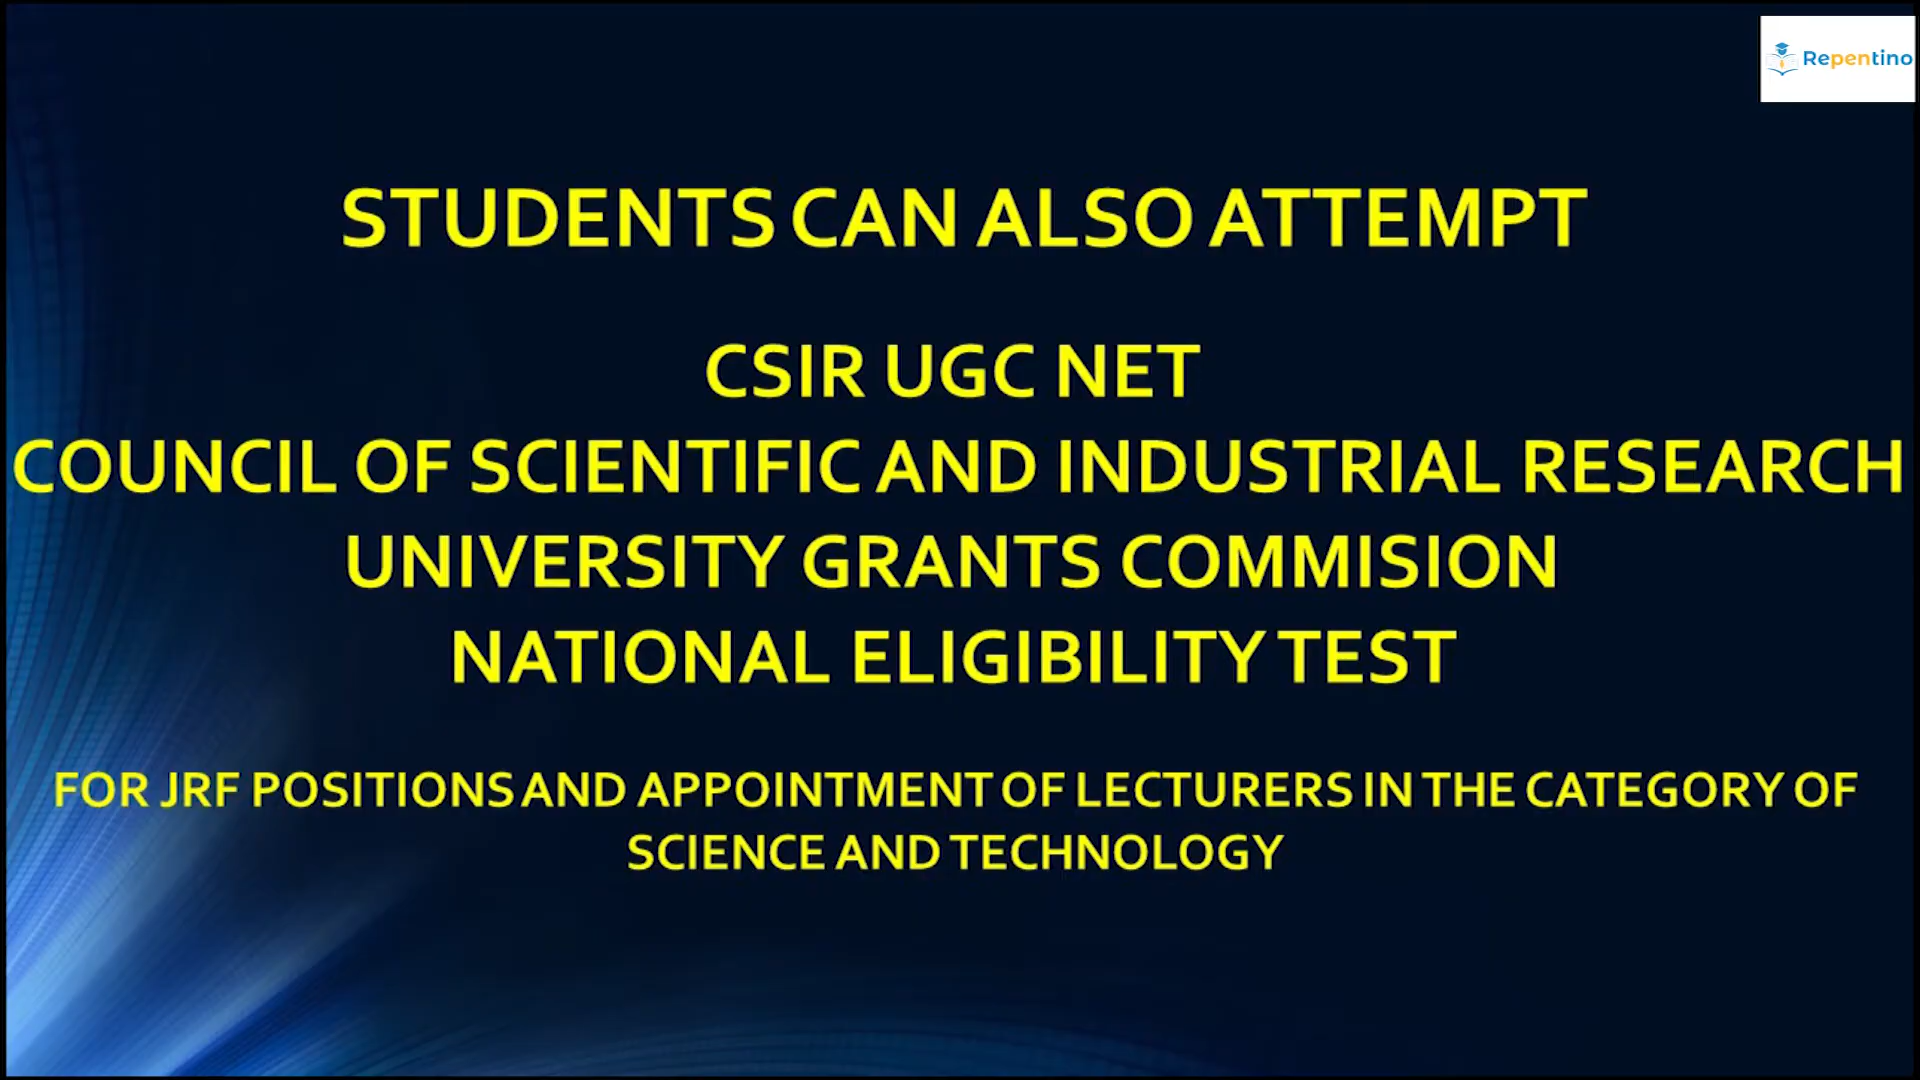 Repentino
STUDENTS CAN ALSO ATTEMPT
CSIR UGC NET
COUNCIL OF SCIENTIFIC AND INDUSTRIAL RESEARCH
UNIVERSITY GRANTS COMMISION
NATIONAL ELIGIBILITY TEST
FOR JRF POSITIONS AND APPOINTMENT OF LECTURERS IN THE CATEGORY OF
SCIENCE AND TECHNOLOGY